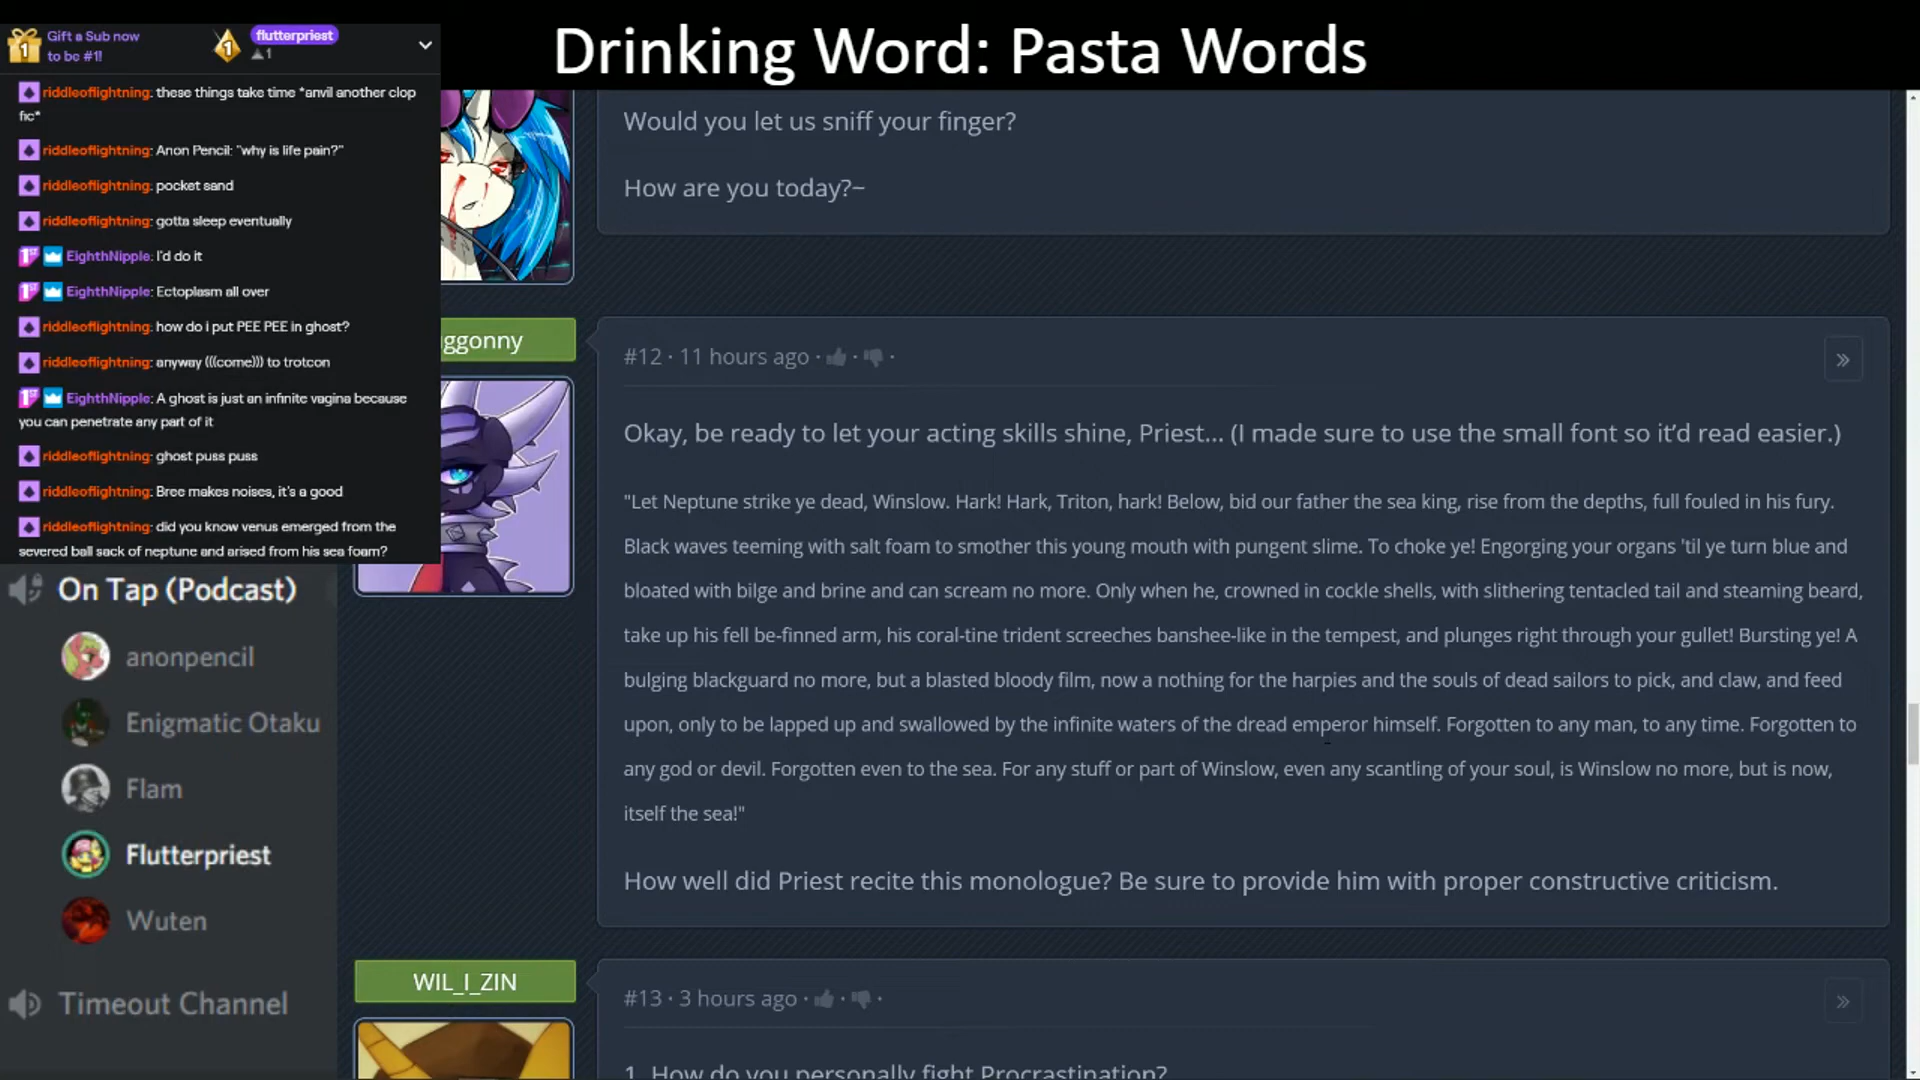 Drinking Word: Pasta Words
Gift a Sub now
to be #1!
1
1
flutterpriest
1
riddleoflightning: these things take time *anvil another clop
fic*
riddleoflightning: Anon Pencil: "why is life pain?"
riddleoflightning: pocket sand
riddleoflightning: gotta sleep eventually
1ST EighthNipple: I'd do it
1ST EighthNipple: Ectoplasm all over
riddleoflightning: how do i put PEE PEE in ghost?
riddleoflightning: anyway (((come))) to trotcon
1ST EighthNipple: A ghost is just an infinite vagina because
you can penetrate any part of it
riddleoflightning: ghost puss puss
riddleoflightning: Bree makes noises, it's a good
riddleoflightning: did you know venus emerged from the
severed ball sack of neptune and arised from his sea foam?
On Tap (Podcast)
anonpencil
Enigmatic Otaku
Flam
Flutterpriest
Wuten
Timeout Channel
Would you let us sniff your finger?
How are you today?~
ggonny
#12 · 11 hours ago · ·
»
Okay, be ready to let your acting skills shine, Priest... (I made sure to use the small font so it'd read easier.)
"Let Neptune strike ye dead, Winslow. Hark! Hark, Triton, hark! Below, bid our father the sea king, rise from the depths, full fouled in his fury.
Black waves teeming with salt foam to smother this young mouth with pungent slime. To choke ye! Engorging your organs 'til ye turn blue and
bloated with bilge and brine and can scream no more. Only when he, crowned in cockle shells, with slithering tentacled tail and steaming beard,
take up his fell be-finned arm, his coral-tine trident screeches banshee-like in the tempest, and plunges right through your gullet! Bursting ye! A
bulging blackguard no more, but a blasted bloody film, now a nothing for the harpies and the souls of dead sailors to pick, and claw, and feed
upon, only to be lapped up and swallowed by the infinite waters of the dread emperor himself. Forgotten to any man, to any time. Forgotten to
any god or devil. Forgotten even to the sea. For any stuff or part of Winslow, even any scantling of your soul, is Winslow no more, but is now,
itself the sea!"
How well did Priest recite this monologue? Be sure to provide him with proper constructive criticism.
WIL_I_ZIN
#13 · 3 hours ago · ·
»
1. How do you personally fight Procrastination?